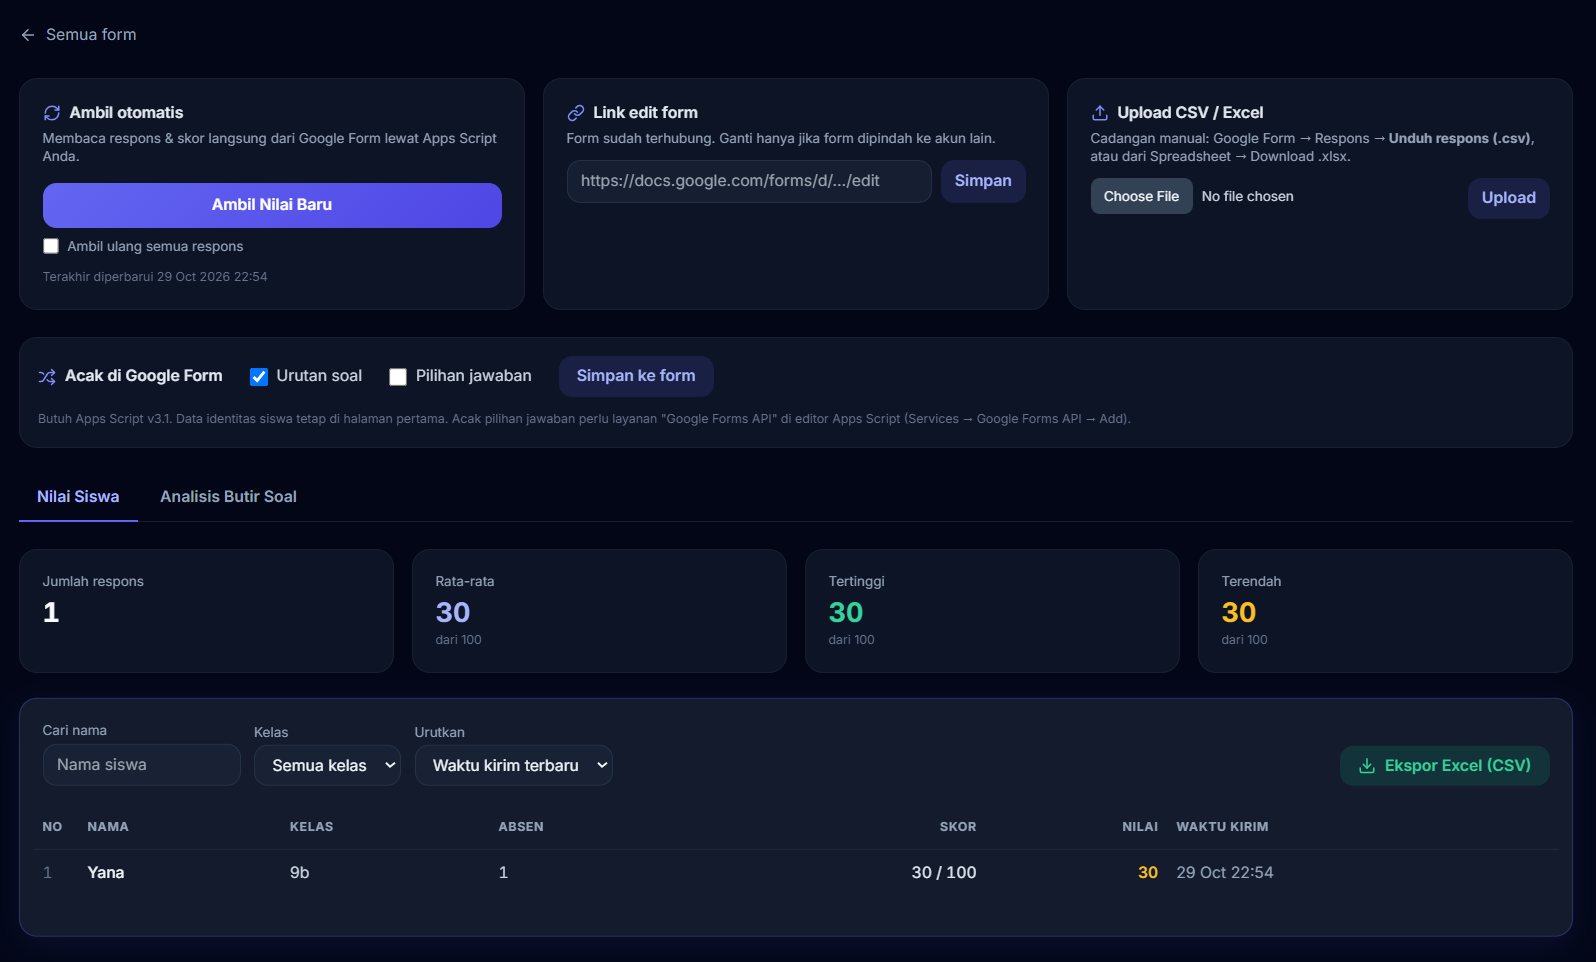 Semua form
Ambil otomatis
Membaca respons & skor langsung dari Google Form lewat Apps Script
Anda.
Ambil Nilai Baru
Ambil ulang semua respons
Terakhir diperbarui 29 Oct 2026 22:54
Link edit form
Form sudah terhubung. Ganti hanya jika form dipindah ke akun lain.
https://docs.google.com/forms/d/.../edit
Simpan
Upload CSV / Excel
Cadangan manual: Google Form → Respons → Unduh respons (.csv),
atau dari Spreadsheet → Download .xlsx.
Choose File No file chosen
Upload
Acak di Google Form
Urutan soal
Pilihan jawaban
Simpan ke form
Butuh Apps Script v3.1. Data identitas siswa tetap di halaman pertama. Acak pilihan jawaban perlu layanan "Google Forms API" di editor Apps Script (Services → Google Forms API → Add).
Nilai Siswa
Analisis Butir Soal
Jumlah respons
1
Rata-rata
30
dari 100
Tertinggi
30
dari 100
Terendah
30
dari 100
Cari nama
Nama siswa
Kelas
Semua kelas
Urutkan
Waktu kirim terbaru
Ekspor Excel (CSV)
NO NAMA KELAS ABSEN SKOR NILAI WAKTU KIRIM
1 Yana 9b 1 30 / 100 30 29 Oct 22:54